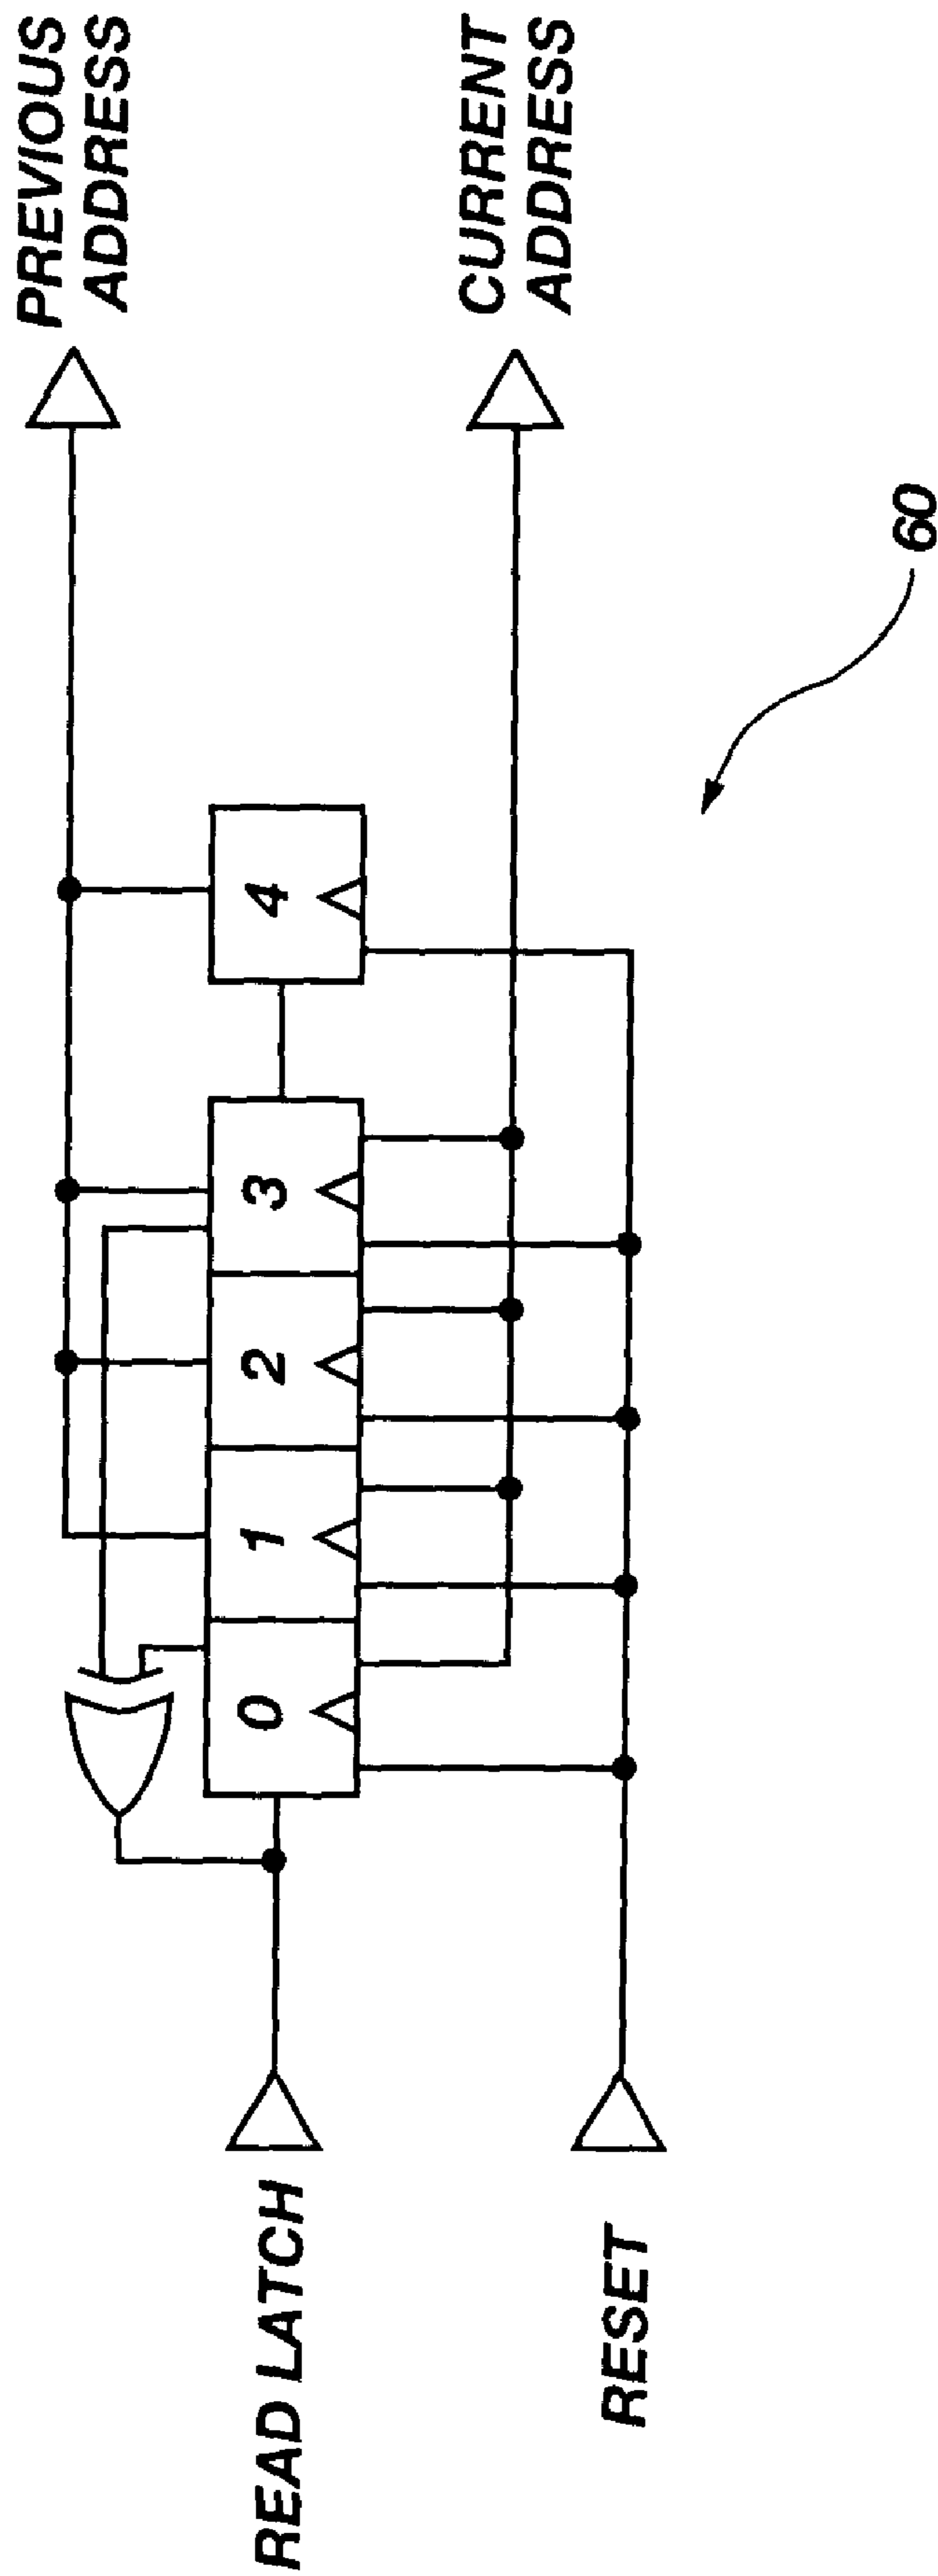 PREVIOUS
ADDRESS
CURRENT
ADDRESS
0
1
2
3
4
READ LATCH
RESET
60